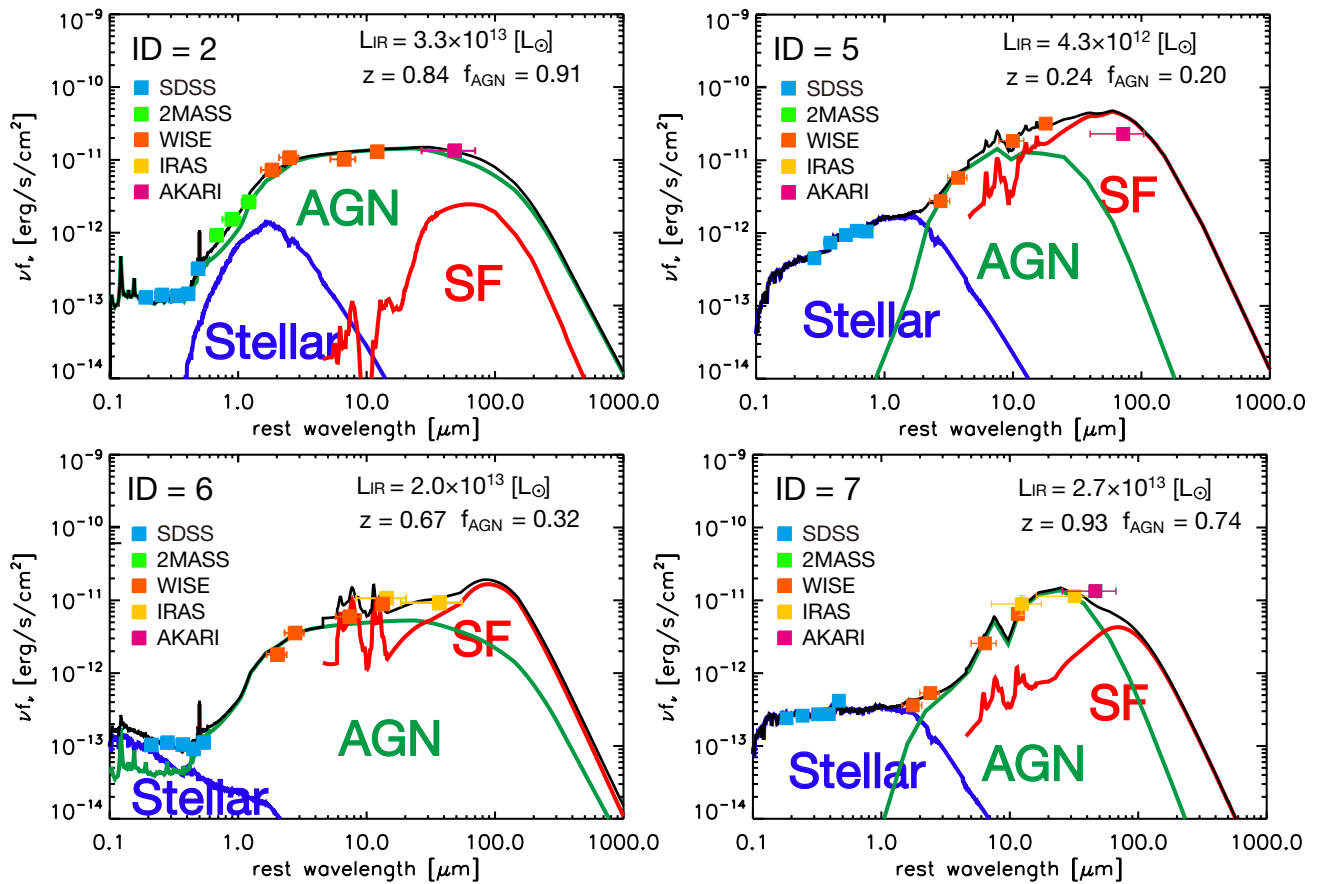 ID = 2
L_IR = 3.3×10^13 [L⊙]
z = 0.84 f_AGN = 0.91
SDSS
2MASS
WISE
IRAS
AKARI
AGN
SF
Stellar
10^-9
10^-10
10^-11
10^-12
10^-13
10^-14
νf_ν [erg/s/cm^2]
0.1 1.0 10.0 100.0 1000.0
rest wavelength [μm]
ID = 5
L_IR = 4.3×10^12 [L⊙]
z = 0.24 f_AGN = 0.20
SDSS
2MASS
WISE
IRAS
AKARI
SF
AGN
Stellar
10^-9
10^-10
10^-11
10^-12
10^-13
10^-14
νf_ν [erg/s/cm^2]
0.1 1.0 10.0 100.0 1000.0
rest wavelength [μm]
ID = 6
L_IR = 2.0×10^13 [L⊙]
z = 0.67 f_AGN = 0.32
SDSS
2MASS
WISE
IRAS
AKARI
SF
AGN
Stellar
10^-9
10^-10
10^-11
10^-12
10^-13
10^-14
νf_ν [erg/s/cm^2]
0.1 1.0 10.0 100.0 1000.0
rest wavelength [μm]
ID = 7
L_IR = 2.7×10^13 [L⊙]
z = 0.93 f_AGN = 0.74
SDSS
2MASS
WISE
IRAS
AKARI
SF
AGN
Stellar
10^-9
10^-10
10^-11
10^-12
10^-13
10^-14
νf_ν [erg/s/cm^2]
0.1 1.0 10.0 100.0 1000.0
rest wavelength [μm]